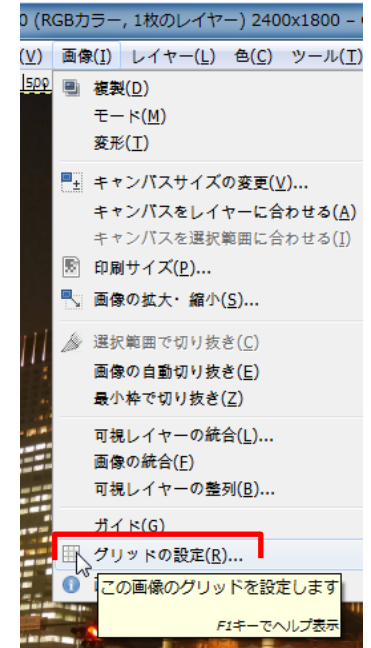 0 (RGBカラー, 1枚のレイヤー) 2400x1800 –
(V) 画像(I) レイヤー(L) 色(C) ツール(T)
500
複製(D)
モード(M)
変形(T)
キャンバスサイズの変更(V)...
キャンバスをレイヤーに合わせる(A)
キャンバスを選択範囲に合わせる(I)
印刷サイズ(P)...
画像の拡大・縮小(S)...
選択範囲で切り抜き(C)
画像の自動切り抜き(E)
最小枠で切り抜き(Z)
可視レイヤーの統合(L)...
画像の統合(F)
可視レイヤーの整列(B)...
ガイド(G)
グリッドの設定(R)...
この画像のグリッドを設定します
F1キーでヘルプ表示